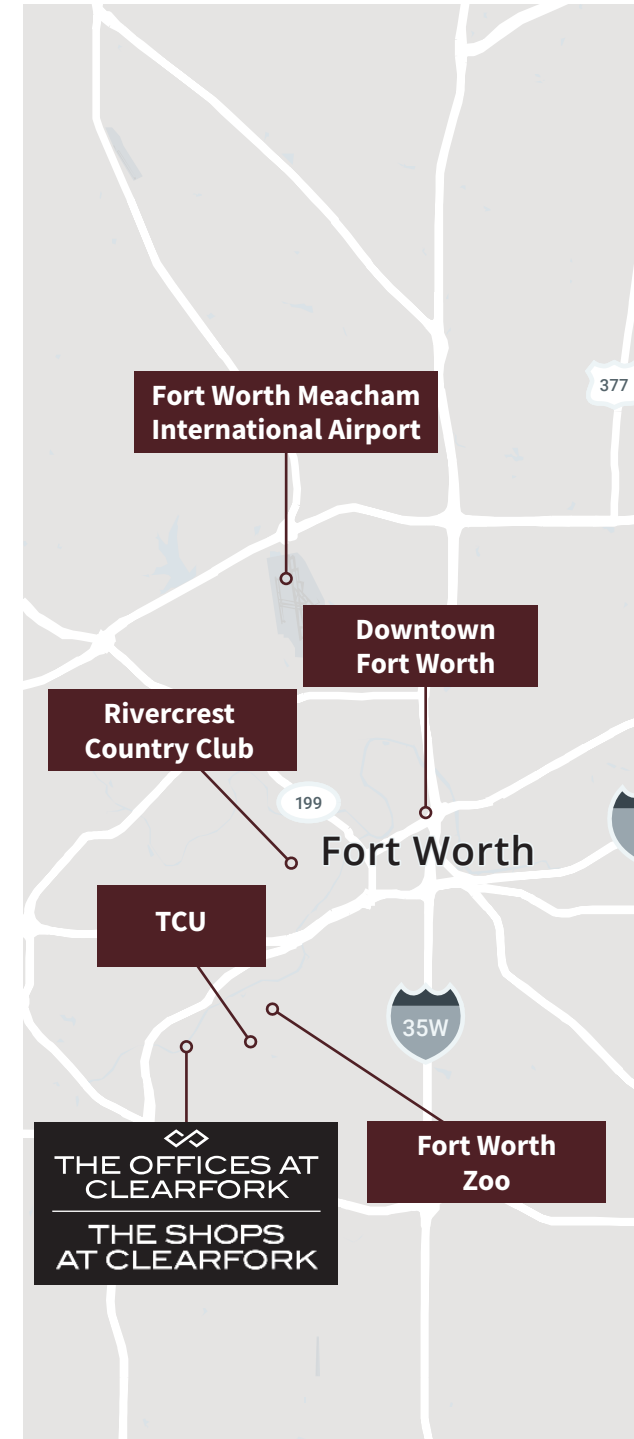 Fort Worth Meacham
International Airport
377
Downtown
Fort Worth
Rivercrest
Country Club
199
Fort Worth
TCU
35W
THE OFFICES AT
CLEARFORK
THE SHOPS
AT CLEARFORK
Fort Worth
Zoo